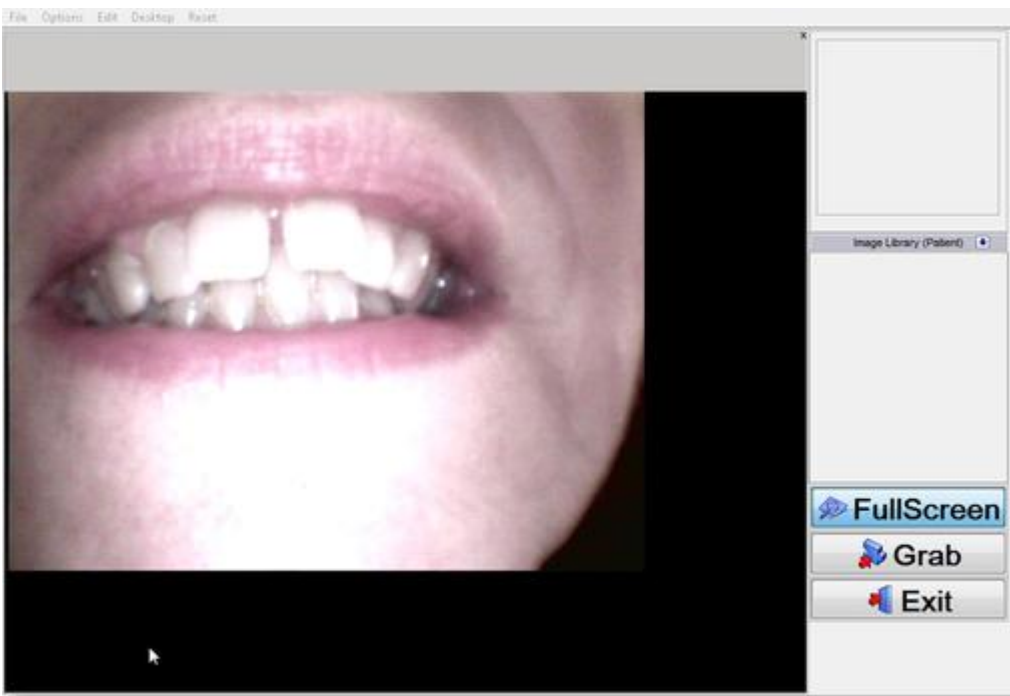 File Options Edit Desktop Reset
x
Image Library (Patient)
FullScreen
Grab
Exit